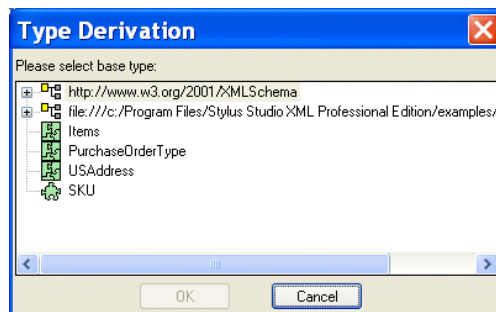 Type Derivation
Please select base type:
http://www.w3.org/2001/XMLSchema
file:///c:/Program Files/Stylus Studio XML Professional Edition/examples/
Items
PurchaseOrderType
USAddress
SKU
OK
Cancel